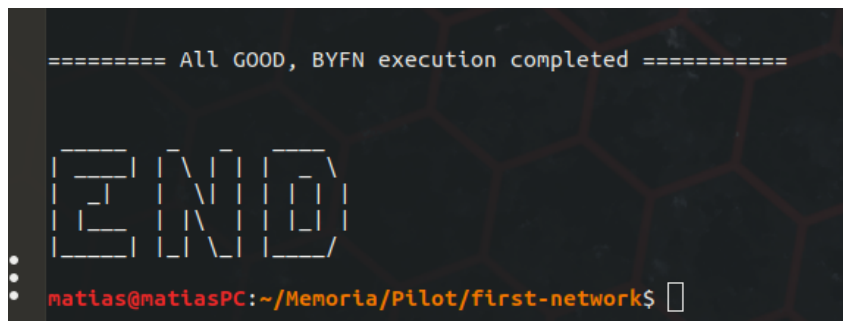 ========= All GOOD, BYFN execution completed ===========
END
matias@matiasPC:~/Memoria/Pilot/first-network$